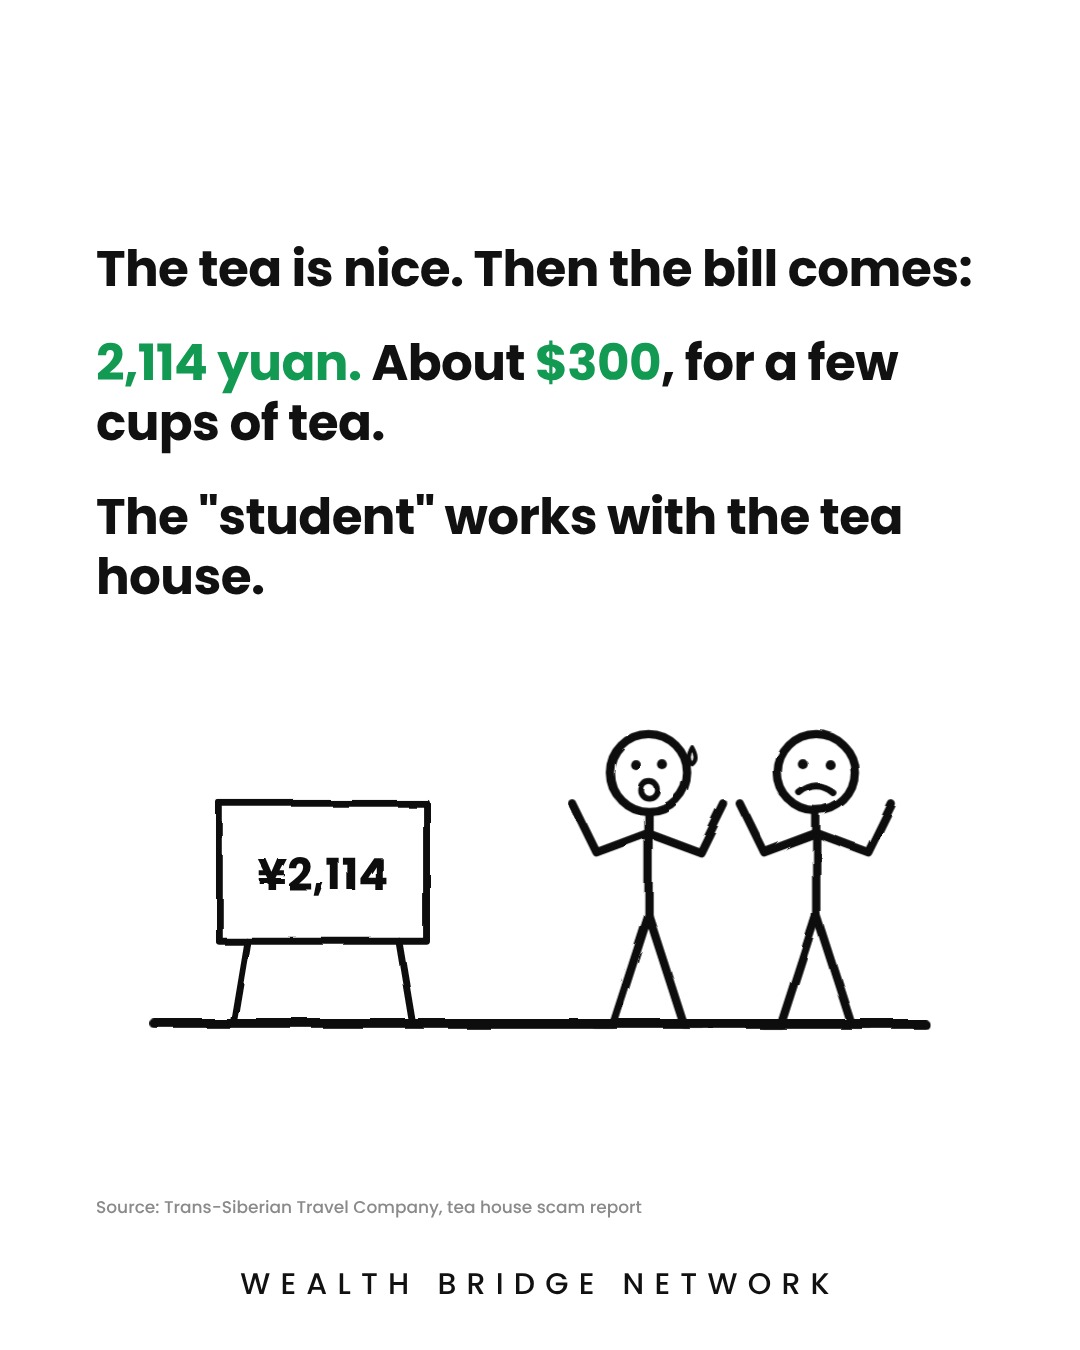 The tea is nice. Then the bill comes:
2,114 yuan. About $300, for a few
cups of tea.
The "student" works with the tea
house.
¥2,114
Source: Trans-Siberian Travel Company, tea house scam report
WEALTH BRIDGE NETWORK